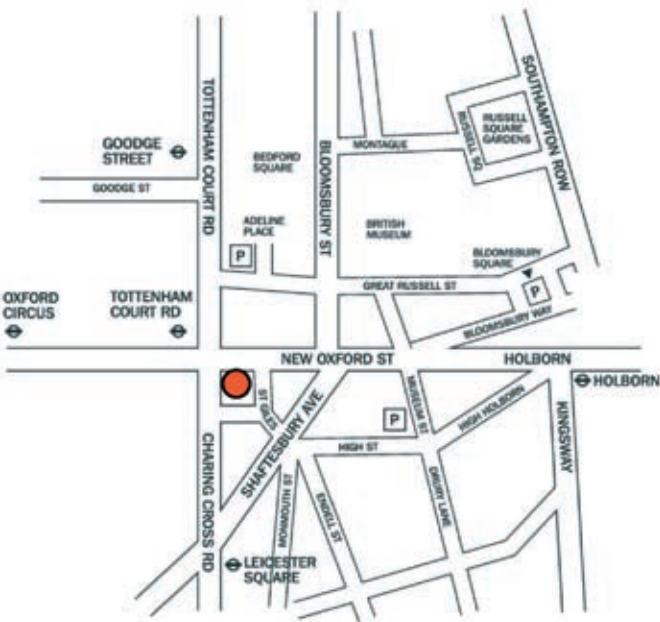 TOTTENHAM COURT RD
BLOOMSBURY ST
SOUTHAMPTON ROW
RUSSELL SQ
RUSSELL
SQUARE
GARDENS
GOODGE
STREET
GOODGE ST
BEDFORD
SQUARE
MONTAGUE
ADELINE
PLACE
P
BRITISH
MUSEUM
BLOOMSBURY
SQUARE
P
GREAT RUSSELL ST
BLOOMSBURY WAY
OXFORD
CIRCUS
TOTTENHAM
COURT RD
NEW OXFORD ST
HOLBORN
HOLBORN
ST GILES
SHAFTESBURY AVE
MUSEUM ST
P
HIGH HOLBORN
KINGSWAY
HIGH ST
CHARING CROSS RD
MONMOUTH ST
ENDELL ST
DRURY LANE
LEICESTER
SQUARE